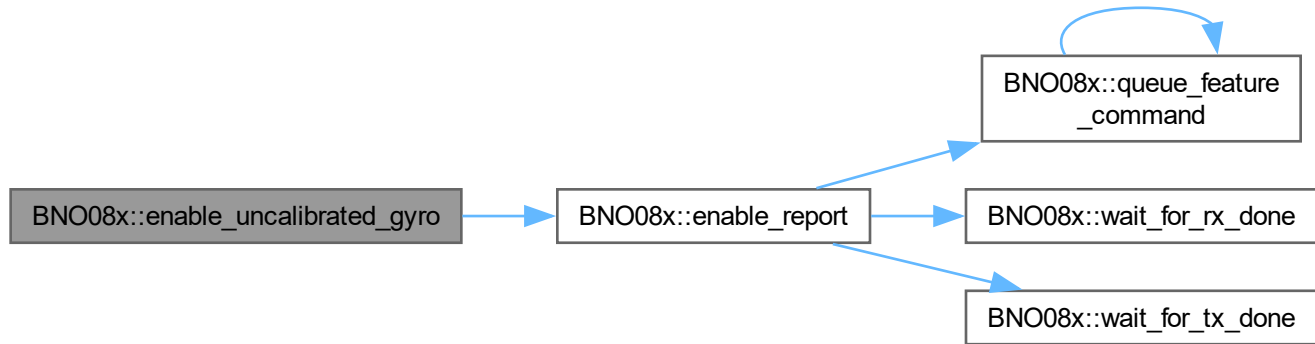 BNO08x::queue_feature
_command
BNO08x::enable_uncalibrated_gyro
BNO08x::enable_report
BNO08x::wait_for_rx_done
BNO08x::wait_for_tx_done